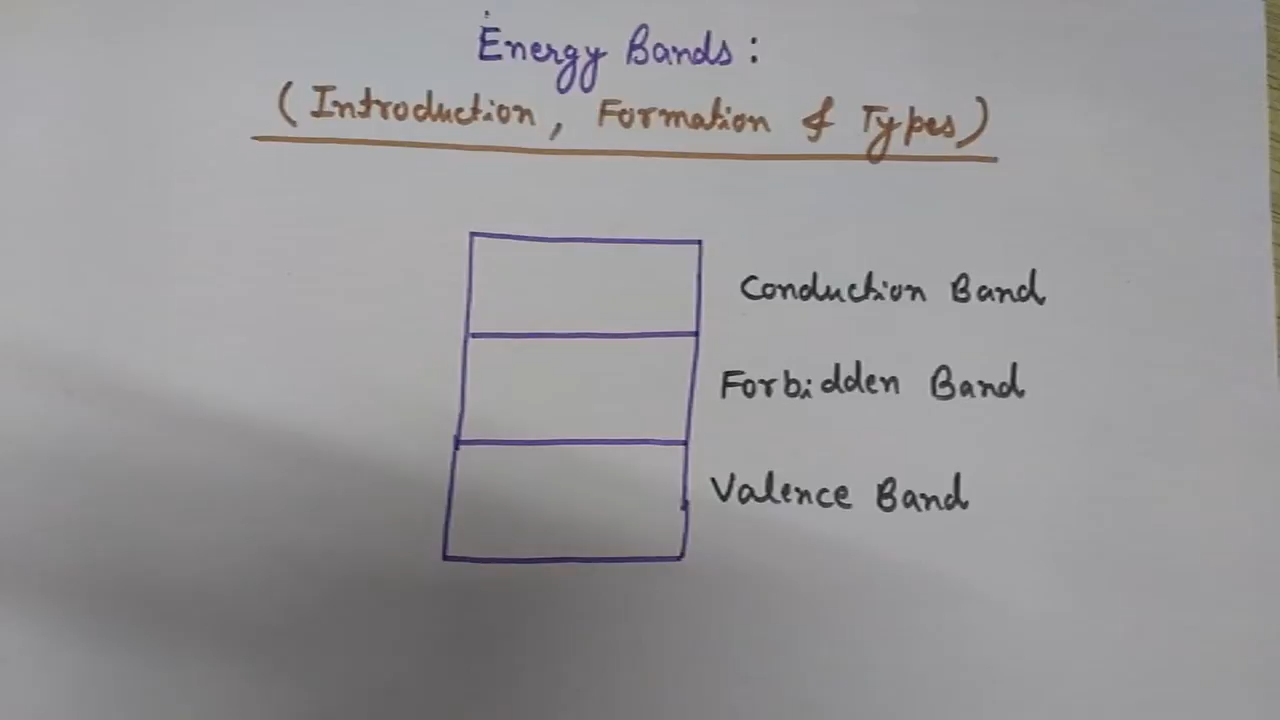 Energy Bands:
(Introduction, Formation & Types)
Conduction Band
Forbidden Band
Valence Band